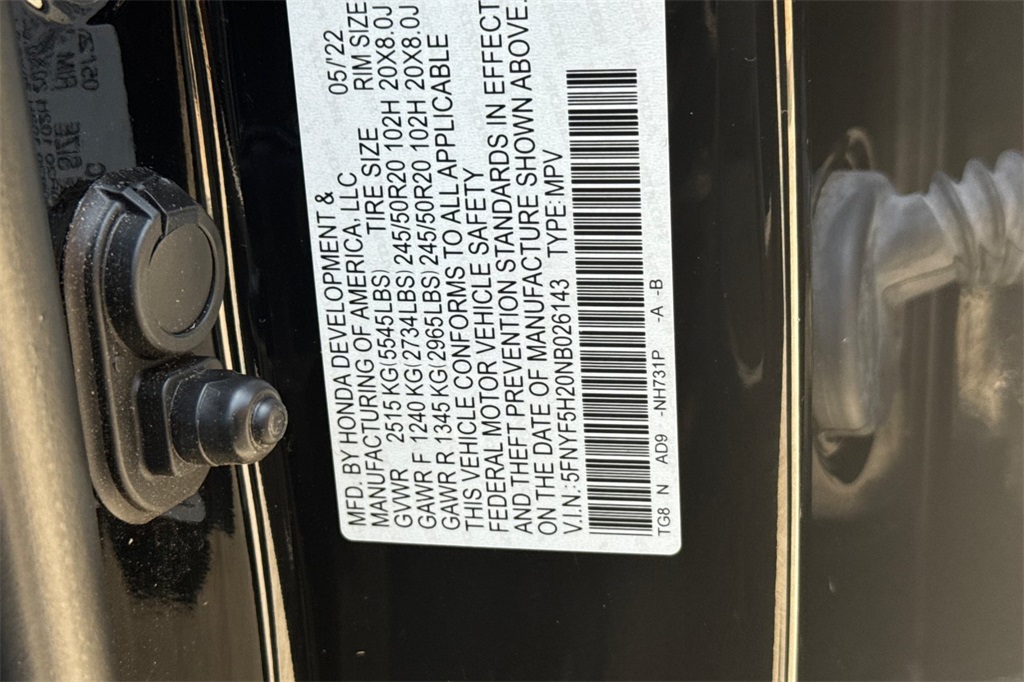 MFD. BY HONDA DEVELOPMENT & 05/'22
MANUFACTURING OF AMERICA, LLC TIRE SIZE RIM SIZE
GVWR 2515 KG(5545LBS)
GAWR F 1240 KG(2734LBS) 245/50R20 102H 20X8.0J
GAWR R 1345 KG(2965LBS) 245/50R20 102H 20X8.0J
THIS VEHICLE CONFORMS TO ALL APPLICABLE
FEDERAL MOTOR VEHICLE SAFETY
AND THEFT PREVENTION STANDARDS IN EFFECT
ON THE DATE OF MANUFACTURE SHOWN ABOVE.
V.I.N.: 5FNYF5H20NB026143 TYPE: MPV
TG8 N AD9 -NH731P -A -B